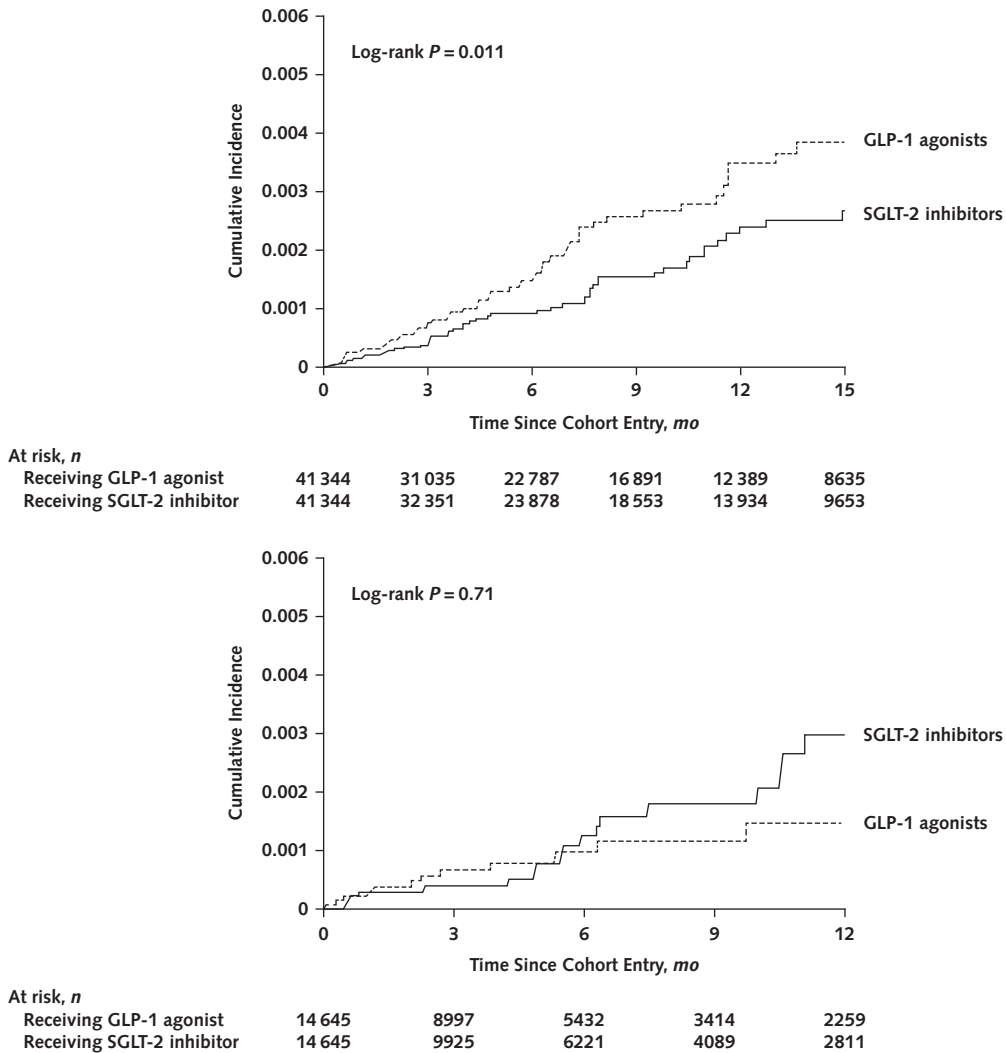 0.006
Log-rank P = 0.011
0.005
0.004
GLP-1 agonists
0.003
SGLT-2 inhibitors
0.002
0.001
0
Cumulative Incidence
0 3 6 9 12 15
Time Since Cohort Entry, mo
At risk, n
Receiving GLP-1 agonist 41 344 31 035 22 787 16 891 12 389 8635
Receiving SGLT-2 inhibitor 41 344 32 351 23 878 18 553 13 934 9653
0.006
Log-rank P = 0.71
0.005
0.004
0.003
SGLT-2 inhibitors
0.002
GLP-1 agonists
0.001
0
Cumulative Incidence
0 3 6 9 12
Time Since Cohort Entry, mo
At risk, n
Receiving GLP-1 agonist 14 645 8997 5432 3414 2259
Receiving SGLT-2 inhibitor 14 645 9925 6221 4089 2811